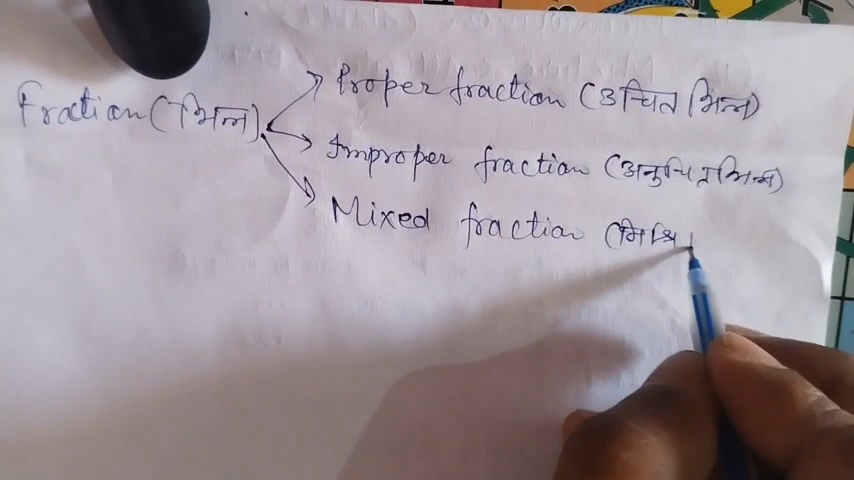 Fraction (भिन्न)
Proper fraction (उचित भिन्न)
Improper fraction (अनुचित भिन्न)
Mixed fraction (मिश्रि